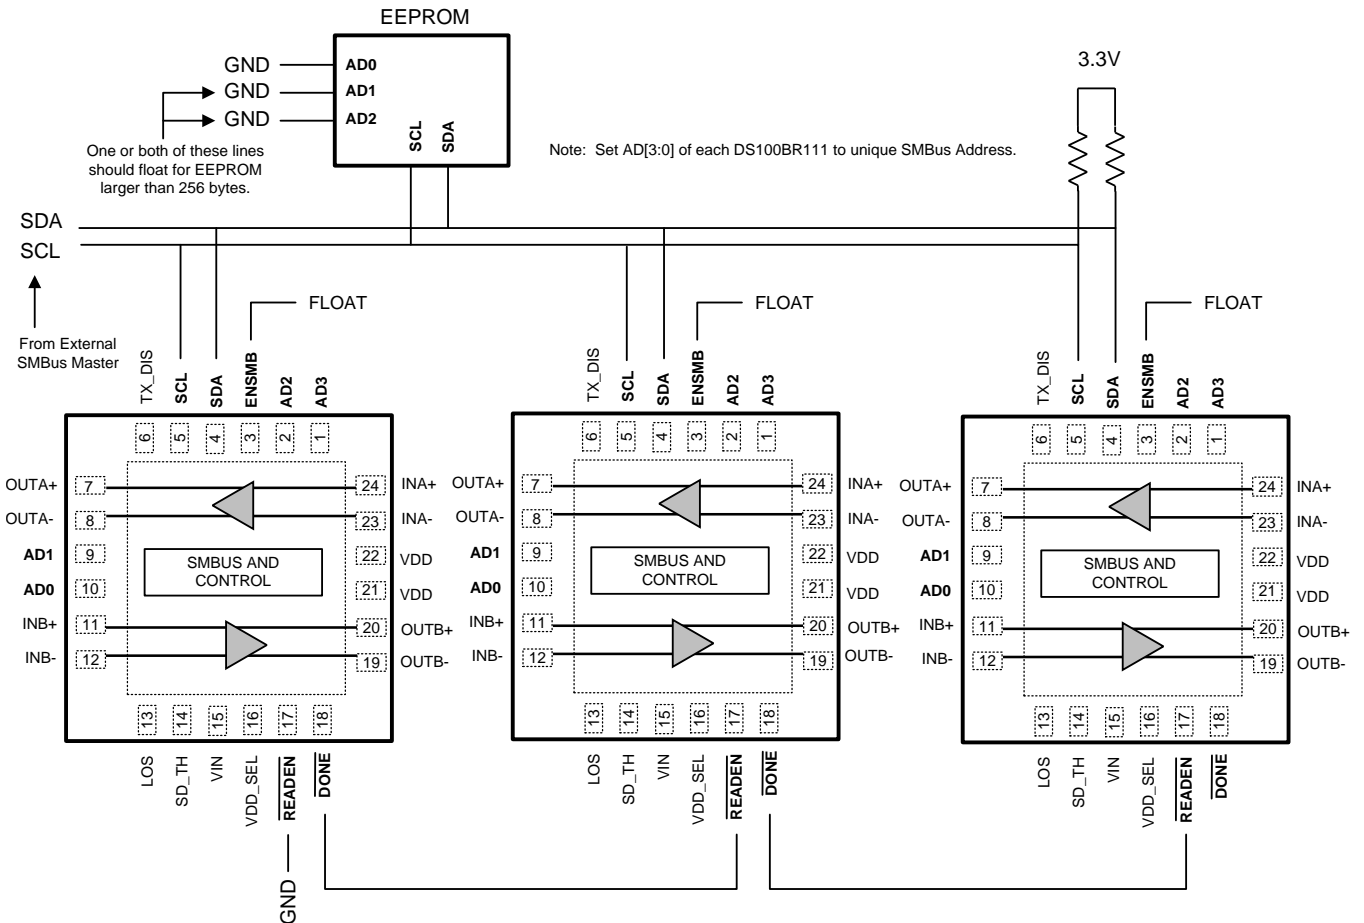 EEPROM
GND
AD0
GND
AD1
GND
AD2
SCL
SDA
One or both of these lines
should float for EEPROM
larger than 256 bytes.
Note: Set AD[3:0] of each DS100BR111 to unique SMBus Address.
3.3V
SDA
SCL
From External
SMBus Master
FLOAT
TX_DIS
SCL
SDA
ENSMB
AD2
AD3
6
5
4
3
2
1
OUTA+
7
24
INA+
OUTA-
8
23
INA-
AD1
9
22
VDD
AD0
10
21
VDD
SMBUS AND
CONTROL
INB+
11
20
OUTB+
INB-
12
19
OUTB-
13
14
15
16
17
18
LOS
SD_TH
VIN
VDD_SEL
READEN
DONE
GND
FLOAT
TX_DIS
SCL
SDA
ENSMB
AD2
AD3
6
5
4
3
2
1
OUTA+
7
24
INA+
OUTA-
8
23
INA-
AD1
9
22
VDD
AD0
10
21
VDD
SMBUS AND
CONTROL
INB+
11
20
OUTB+
INB-
12
19
OUTB-
13
14
15
16
17
18
LOS
SD_TH
VIN
VDD_SEL
READEN
DONE
FLOAT
TX_DIS
SCL
SDA
ENSMB
AD2
AD3
6
5
4
3
2
1
OUTA+
7
24
INA+
OUTA-
8
23
INA-
AD1
9
22
VDD
AD0
10
21
VDD
SMBUS AND
CONTROL
INB+
11
20
OUTB+
INB-
12
19
OUTB-
13
14
15
16
17
18
LOS
SD_TH
VIN
VDD_SEL
READEN
DONE